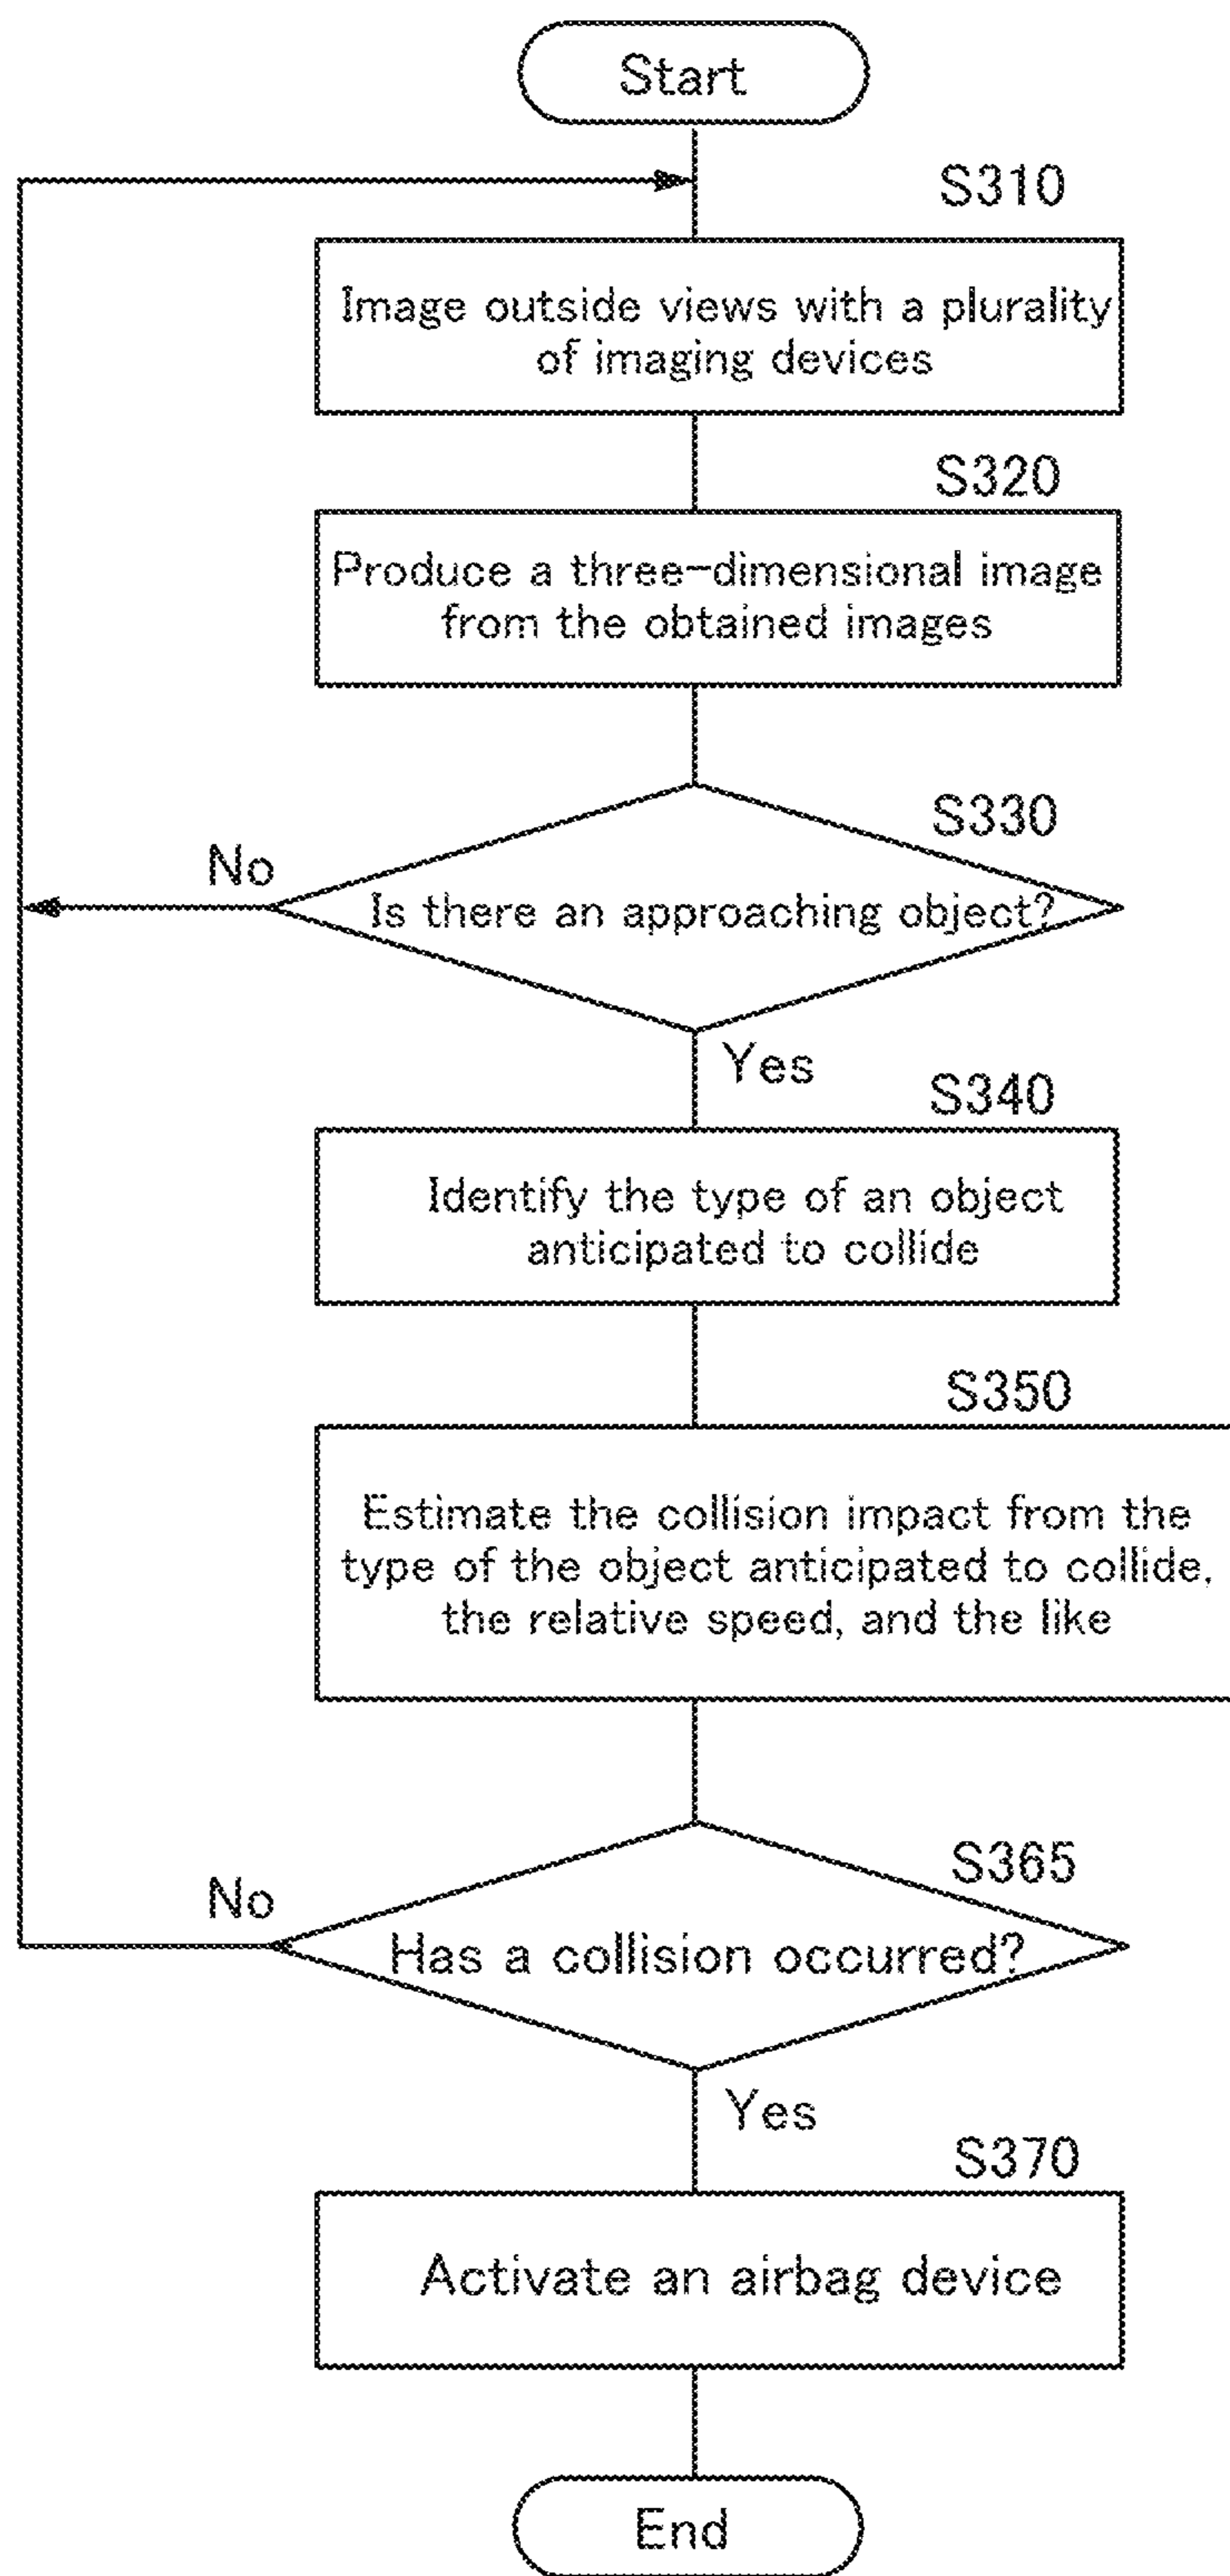 Start
S310
Image outside views with a plurality
of imaging devices
S320
Produce a three-dimensional image
from the obtained images
S330
No
Is there an approaching object?
Yes
S340
Identify the type of an object
anticipated to collide
S350
Estimate the collision impact from the
type of the object anticipated to collide,
the relative speed, and the like
S365
No
Has a collision occurred?
Yes
S370
Activate an airbag device
End